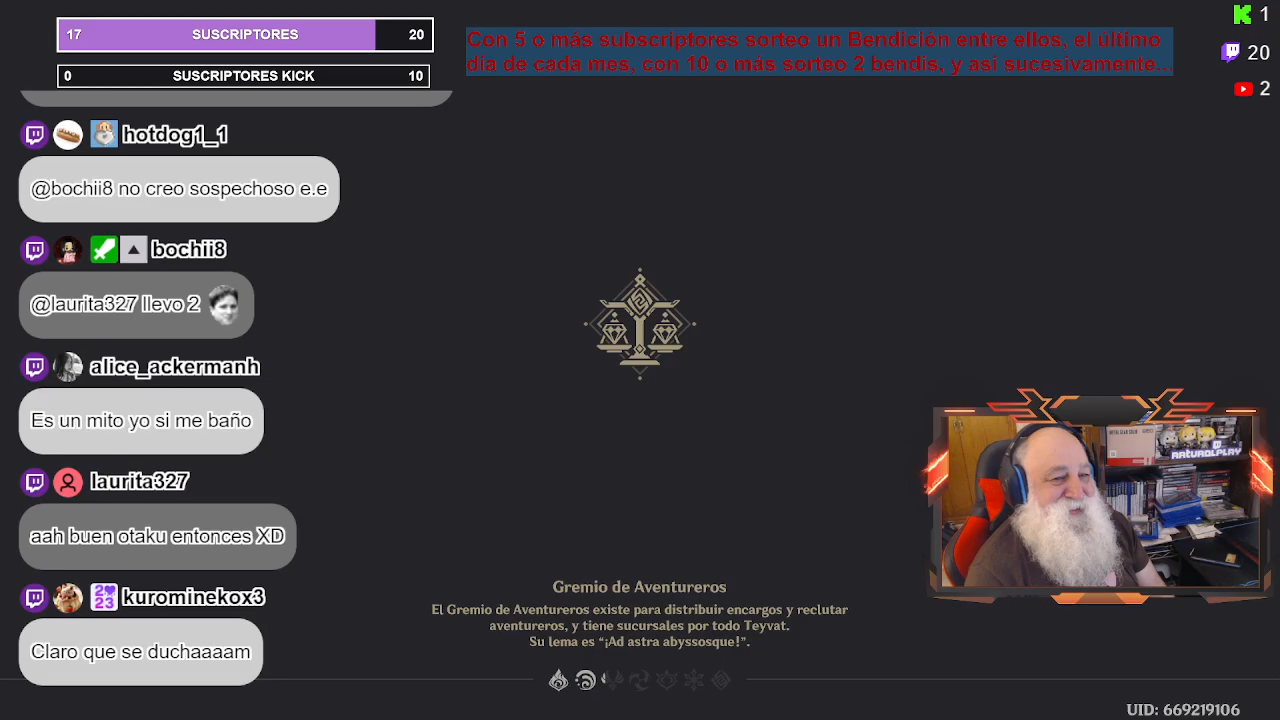 17 SUSCRIPTORES 20
0 SUSCRIPTORES KICK 10
Con 5 o más subscriptores sorteo un Bendición entre ellos, el último
dia de cada mes, con 10 o más sorteo 2 bendis, y asi sucesivamente...
1
20
2
hotdog1_1
@bochii8 no creo sospechoso e.e
bochii8
@laurita327 llevo 2
alice_ackermanh
Es un mito yo si me baño
laurita327
aah buen otaku entonces XD
kurominekox3
Claro que se duchaaaam
NATUROLPLAY
Gremio de Aventureros
El Gremio de Aventureros existe para distribuir encargos y reclutar
aventureros, y tiene sucursales por todo Teyvat.
Su lema es “¡Ad astra abyssosque!”.
UID: 669219106